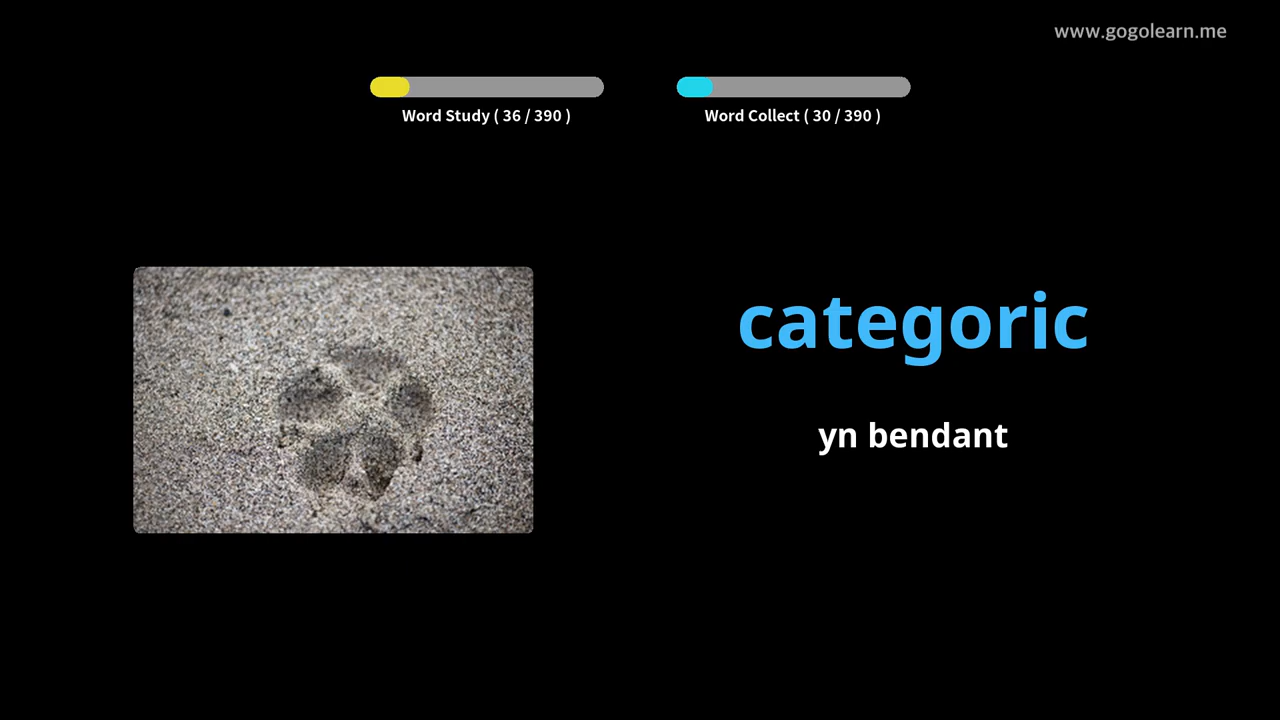 www.gogolearn.me
Word Study ( 36 / 390 )
Word Collect ( 30 / 390 )
categoric
yn bendant